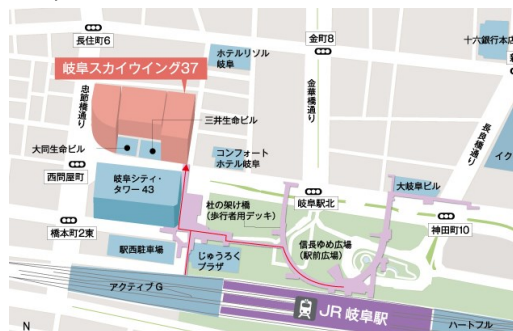 長住町6
金町8
十六銀行本店
ホテルリソル
岐阜
岐阜スカイウイング37
忠節橋通り
金華橋通り
長良橋通り
三井生命ビル
大同生命ビル
コンフォート
ホテル岐阜
西問屋町
岐阜シティ・
タワー43
大岐阜ビル
杜の架け橋
(歩行者用デッキ)
岐阜駅北
橋本町2東
神田町10
駅西駐車場
じゅうろく
プラザ
信長ゆめ広場
(駅前広場)
アクティブG
JR 岐阜駅
ハートフル
N